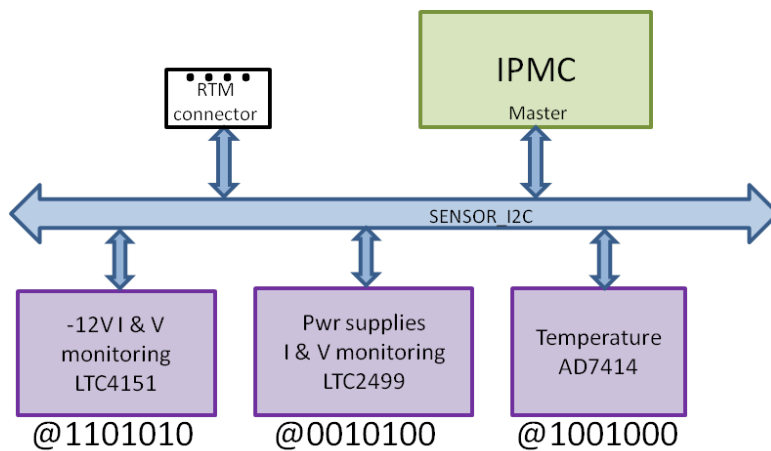 RTM
connector
IPMC
Master
SENSOR_I2C
-12V I & V
monitoring
LTC4151
Pwr supplies
I & V monitoring
LTC2499
Temperature
AD7414
@1101010
@0010100
@1001000